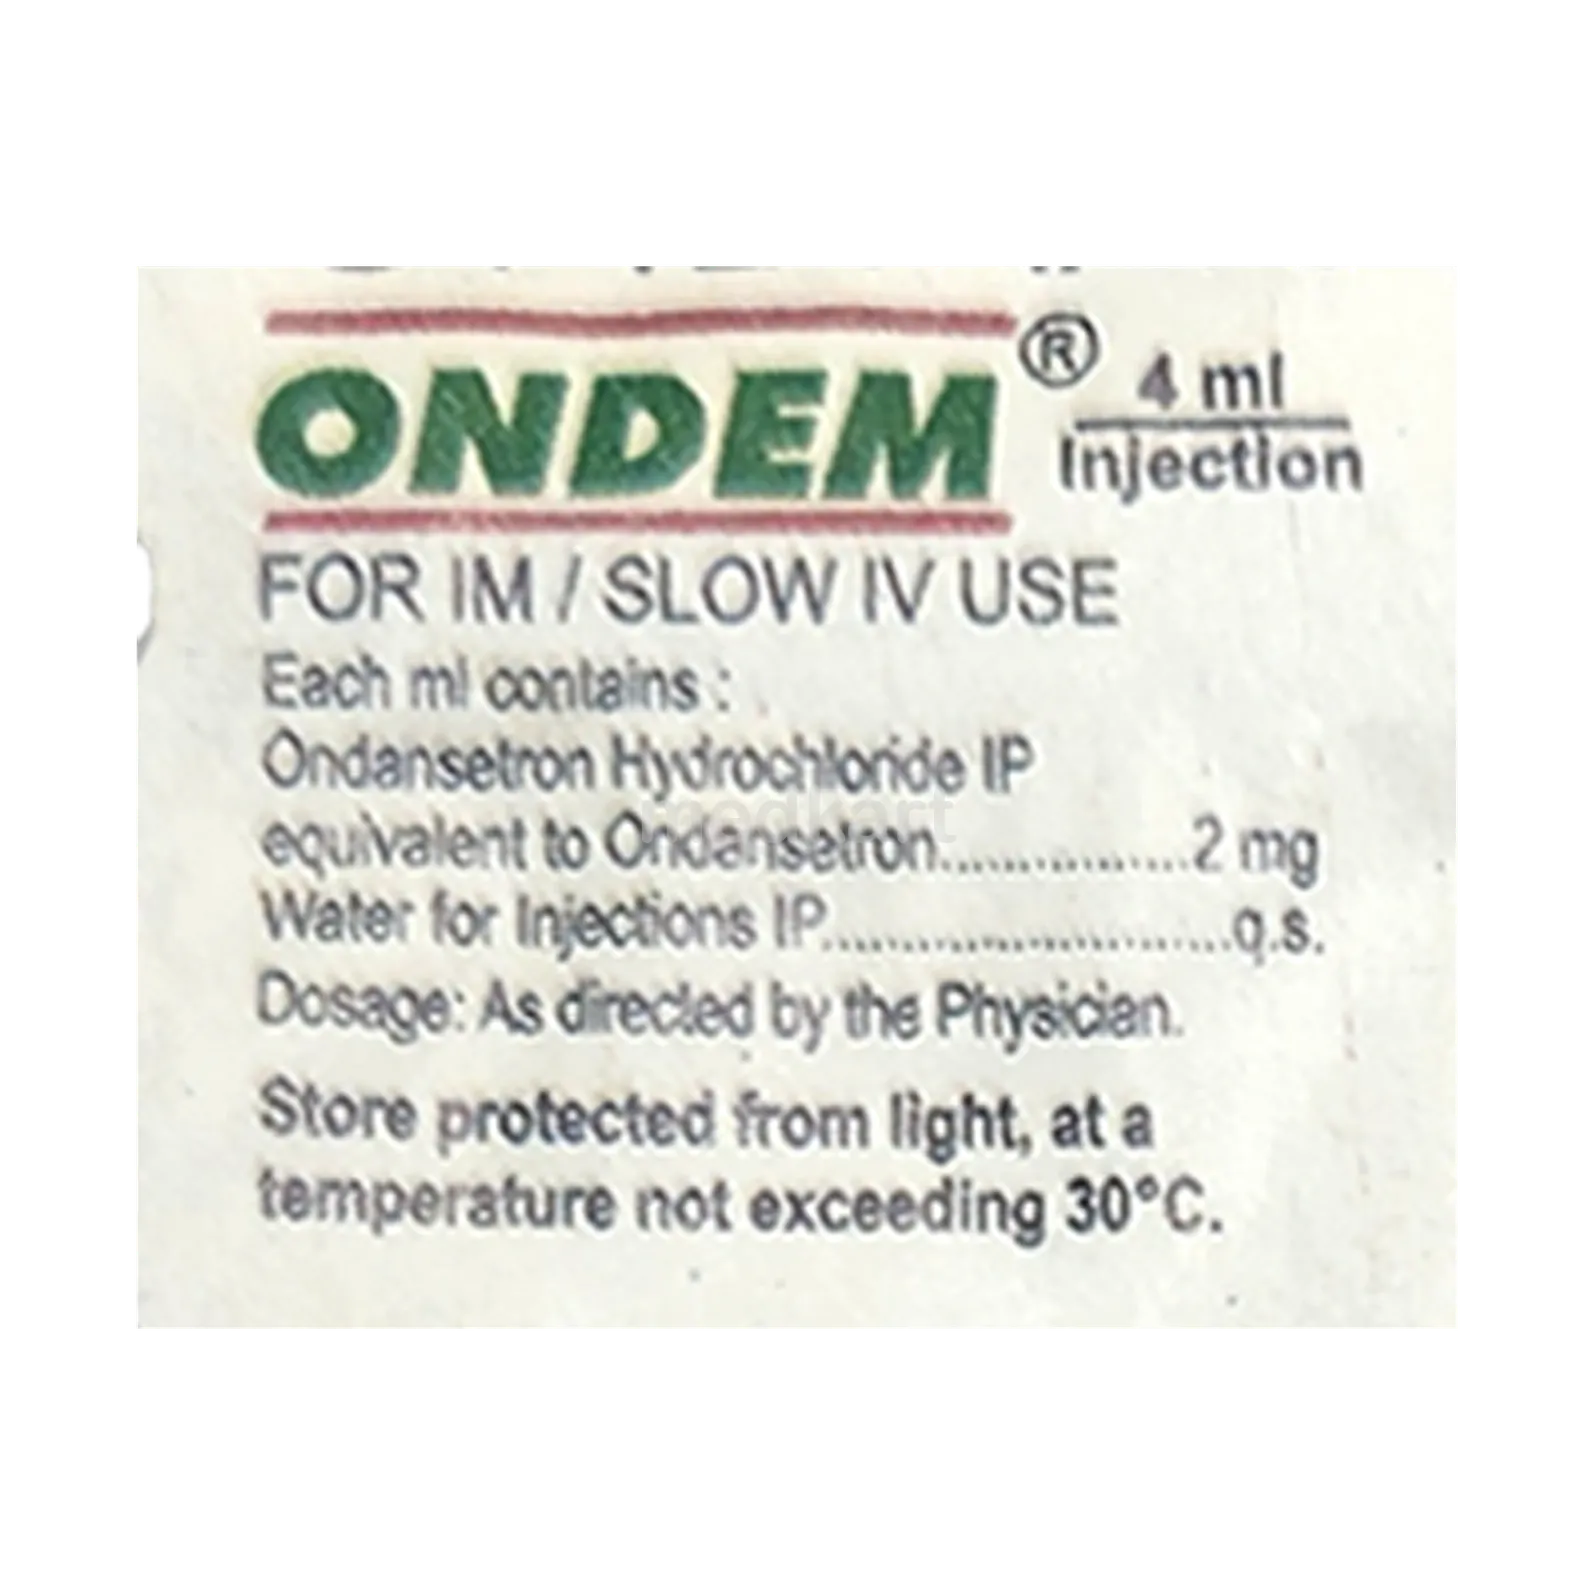 ONDEM® 4 ml
Injection
FOR IM / SLOW IV USE
Each ml contains :
Ondansetron Hydrochloride IP
equivalent to Ondansetron.................2 mg
Water for Injections IP............................q.s.
Dosage: As directed by the Physician.
Store protected from light, at a
temperature not exceeding 30°C.
medkart